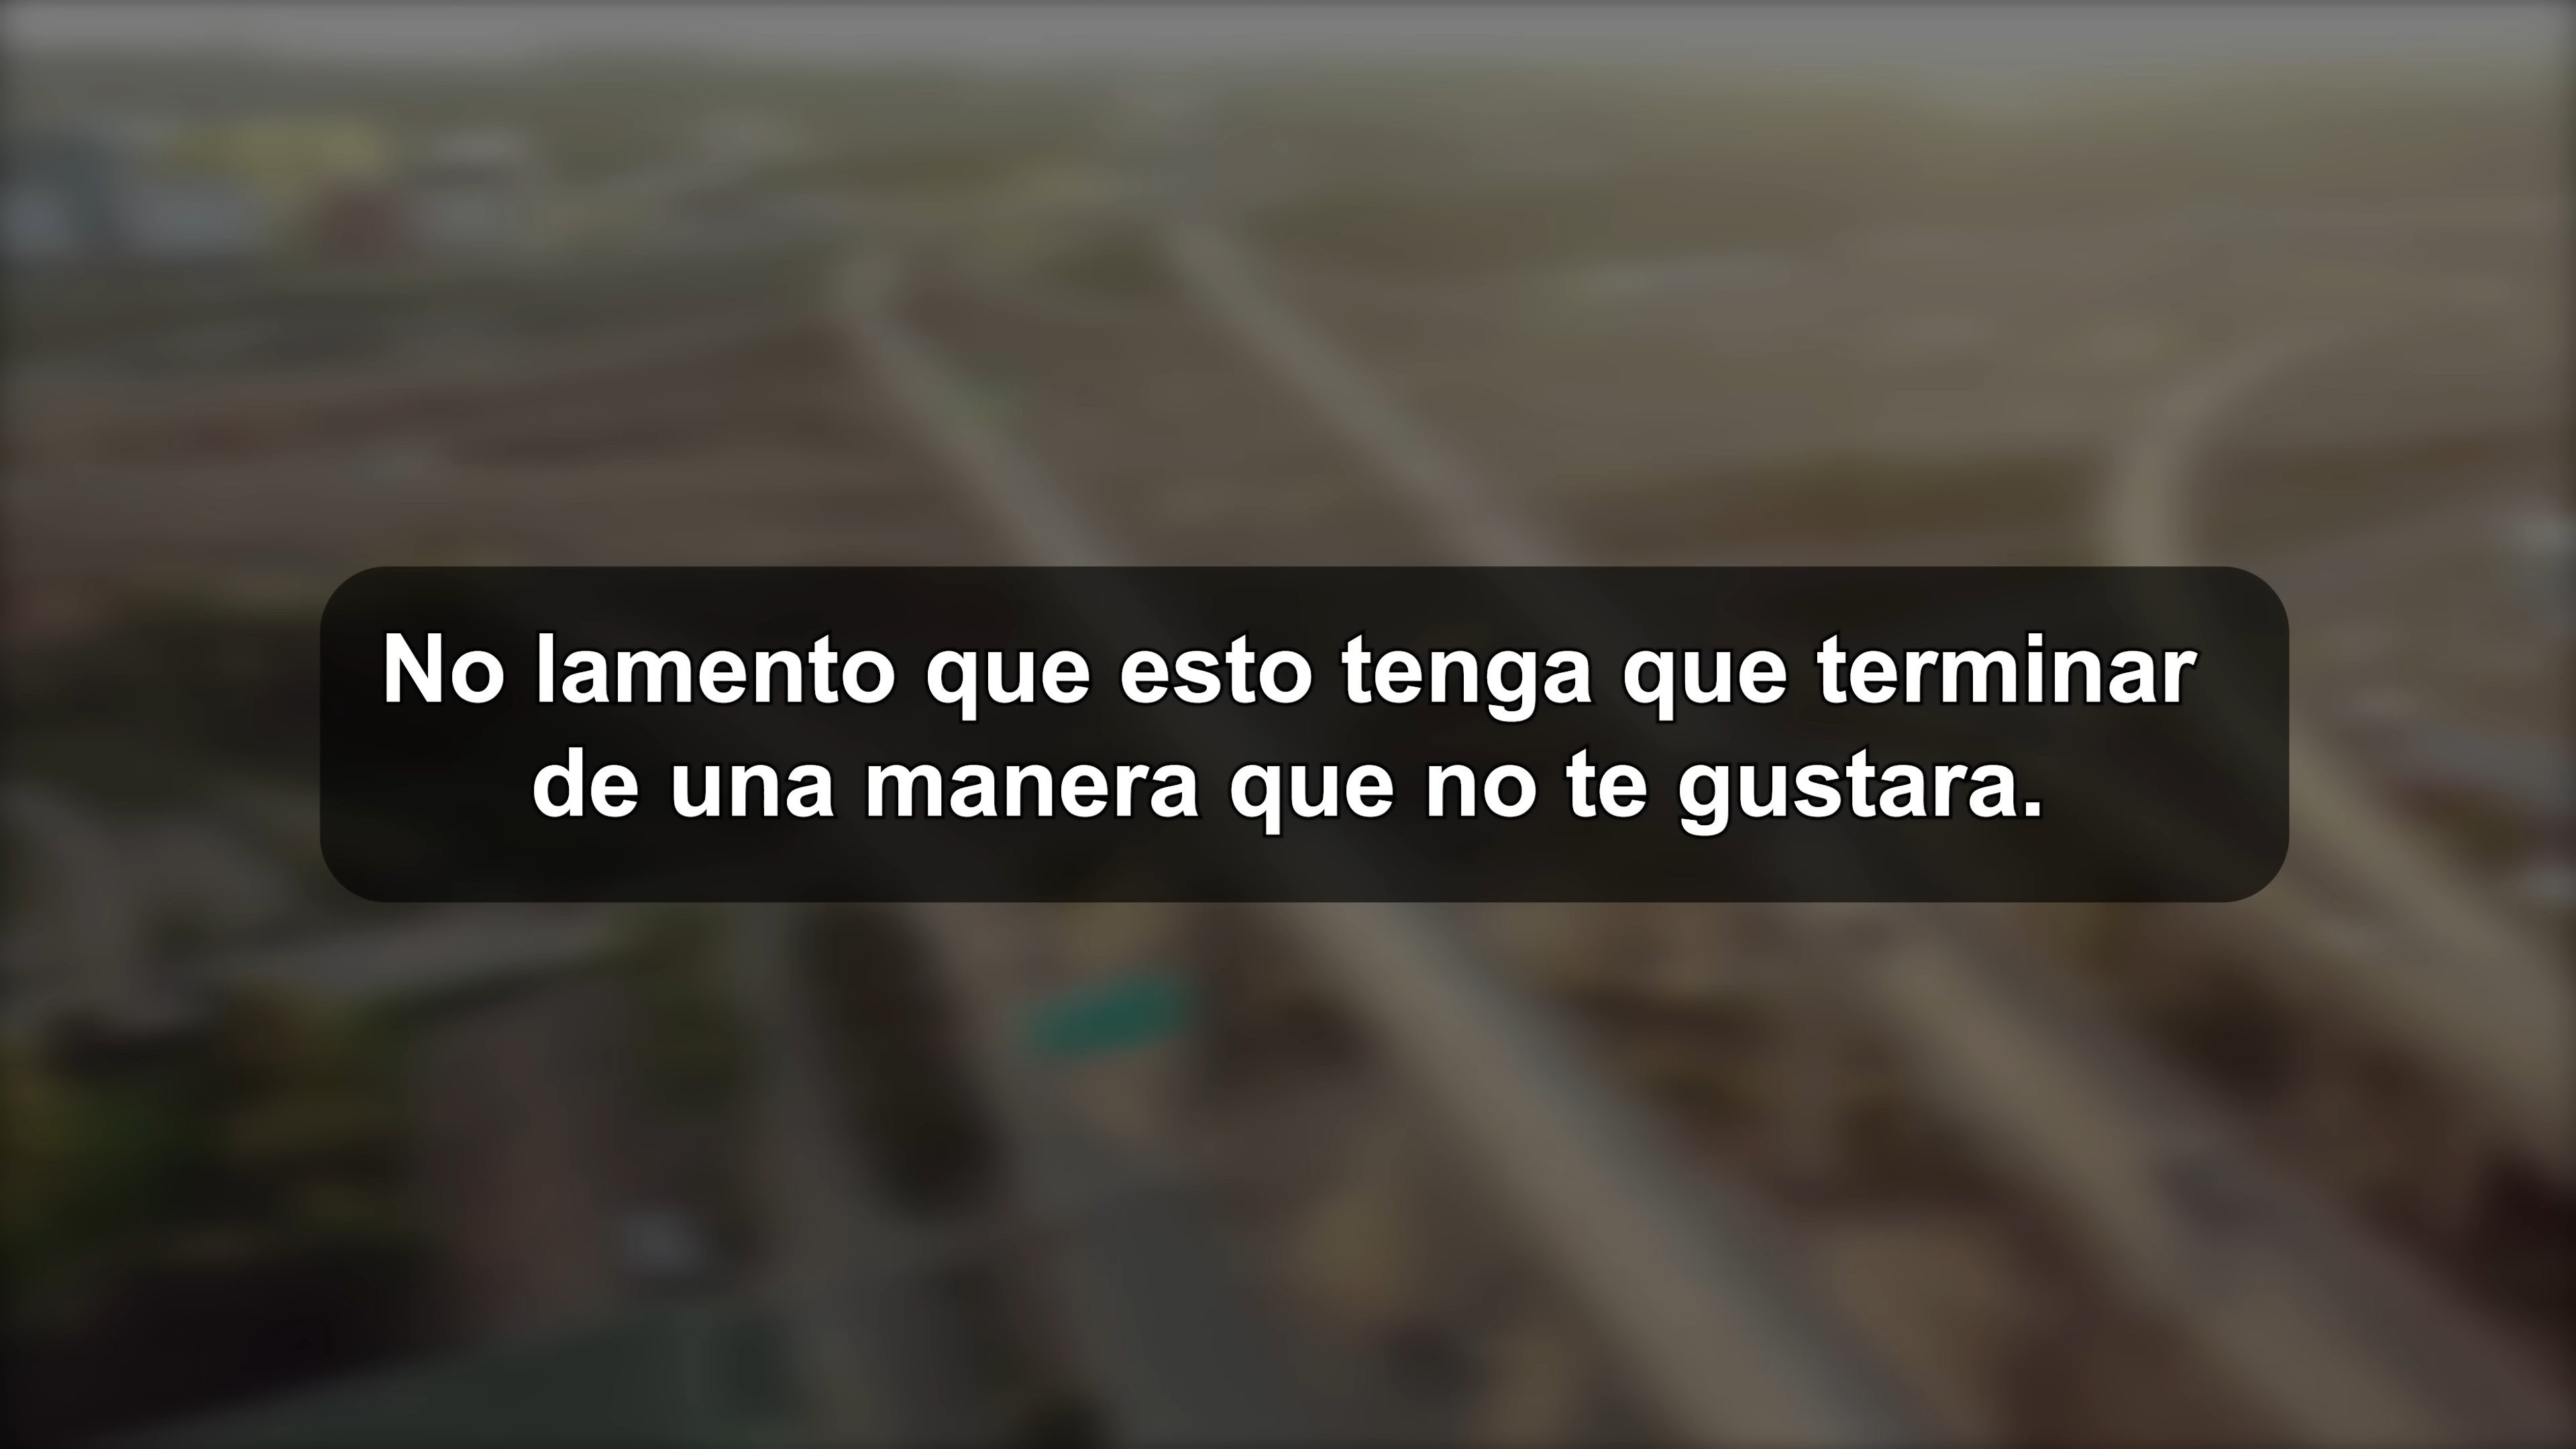 No lamento que esto tenga que terminar
de una manera que no te gustara.